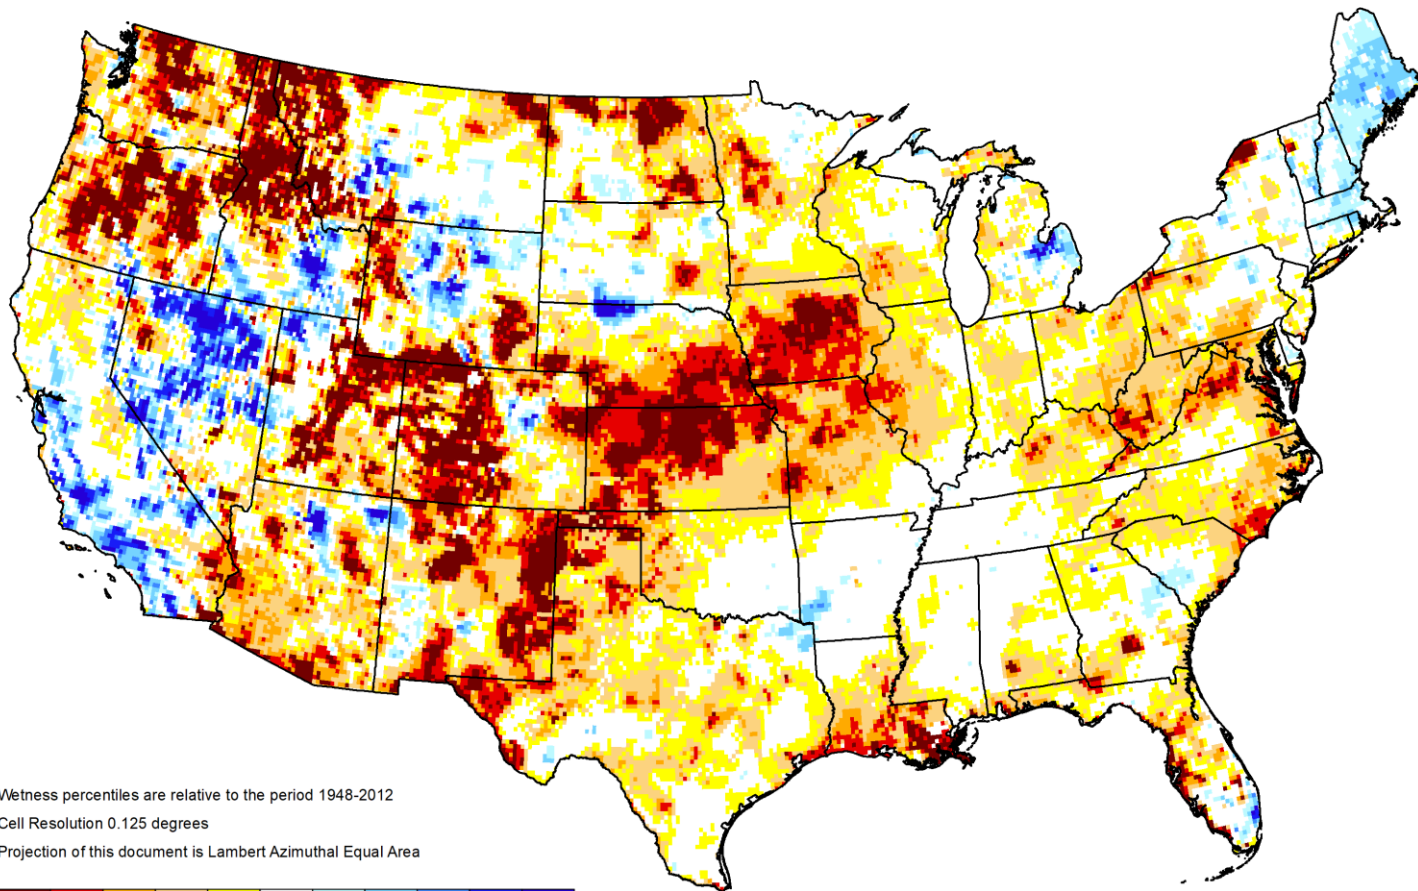 Wetness percentiles are relative to the period 1948-2012
Cell Resolution 0.125 degrees
Projection of this document is Lambert Azimuthal Equal Area